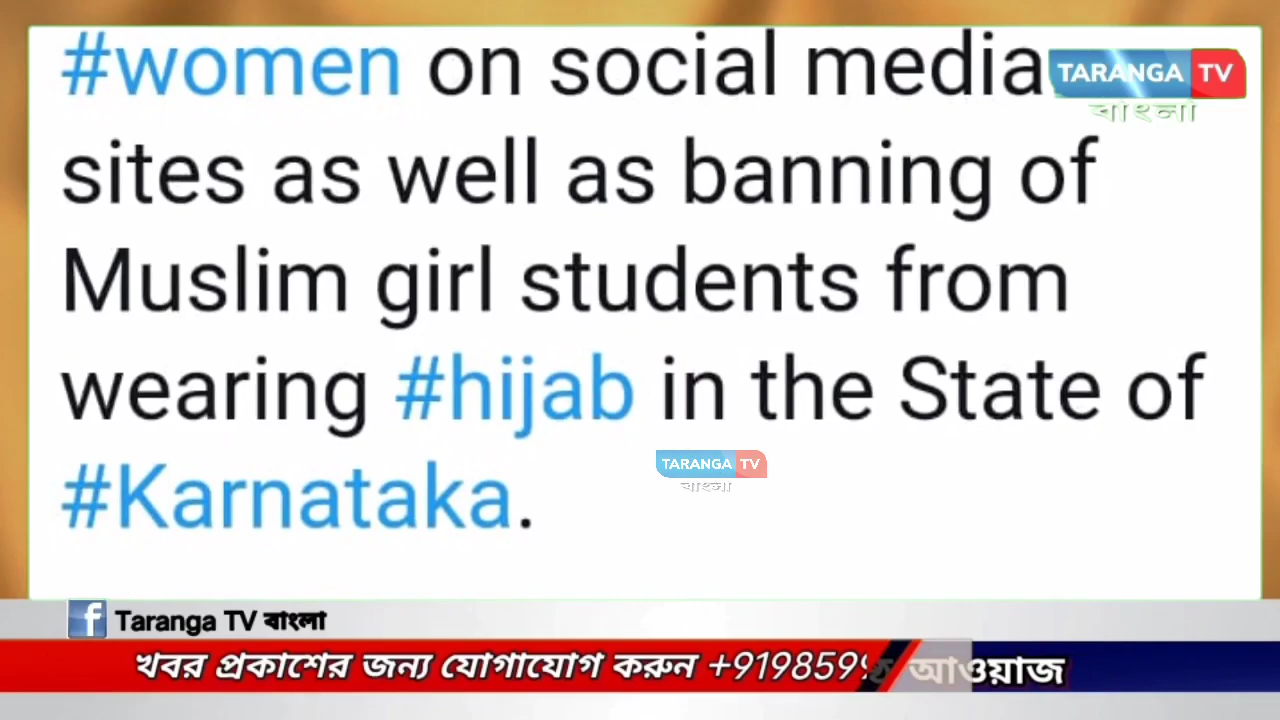 #women on social media
TARANGA TV
বাংলা
sites as well as banning of
Muslim girl students from
wearing #hijab in the State of
TARANGA TV
বাংলা
#Karnataka.
Taranga TV বাংলা
খবর প্রকাশের জন্য যোগাযোগ করুন +919859
আওয়াজ